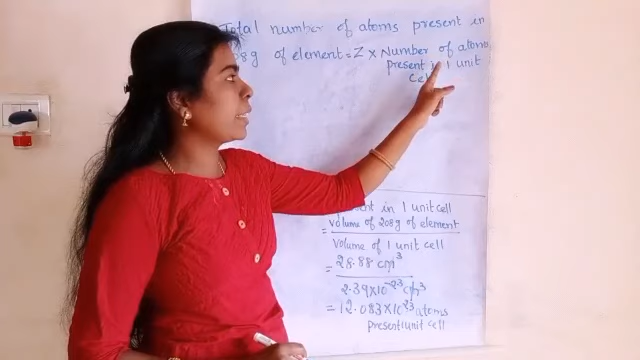 Total number of atoms present in
208g of element = Z × Number of atoms
present in 1 unit
cell
in 1 unit cell
= volume of 208g of element
volume of 1 unit cell
= 28.88 cm³
2.39×10⁻²³ cm³
= 12.083×10²³ atoms
present/unit cell